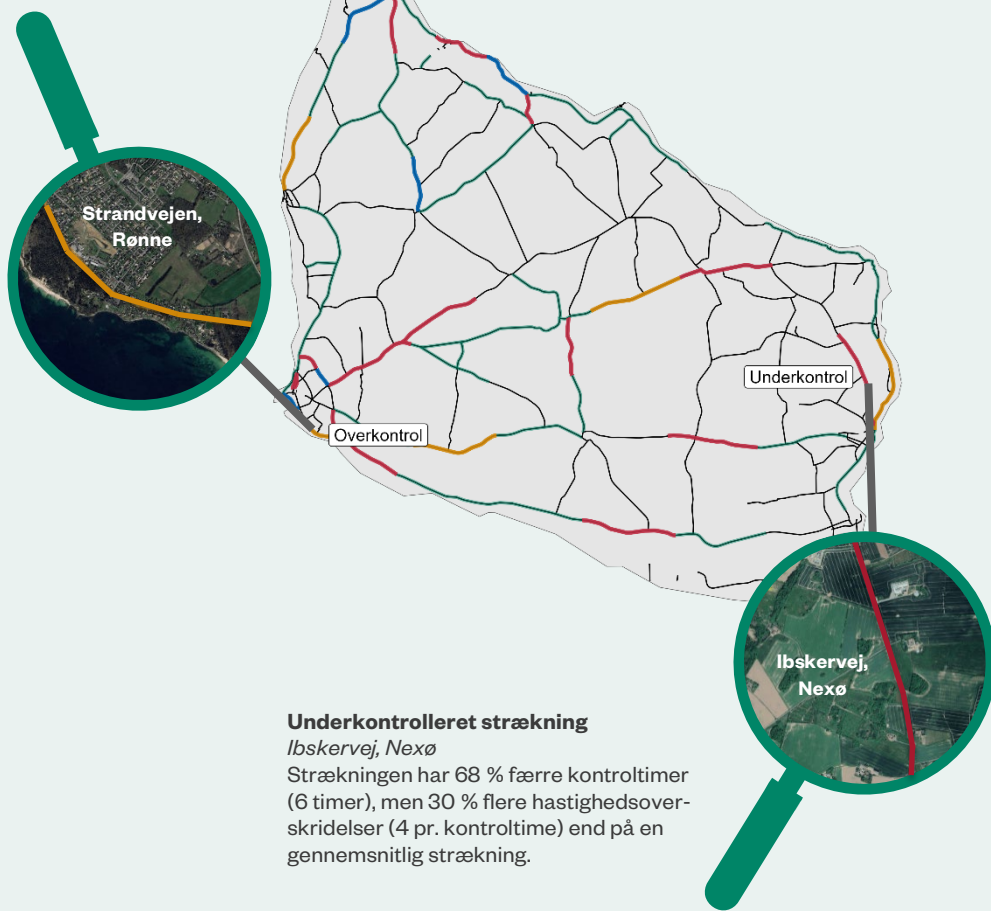 Strandvejen,
Rønne
Underkontrol
Overkontrol
Ibskervej,
Nexø
Underkontrolleret strækning
Ibskervej, Nexø
Strækningen har 68 % færre kontroltimer
(6 timer), men 30 % flere hastighedsover-
skridelser (4 pr. kontroltime) end på en
gennemsnitlig strækning.